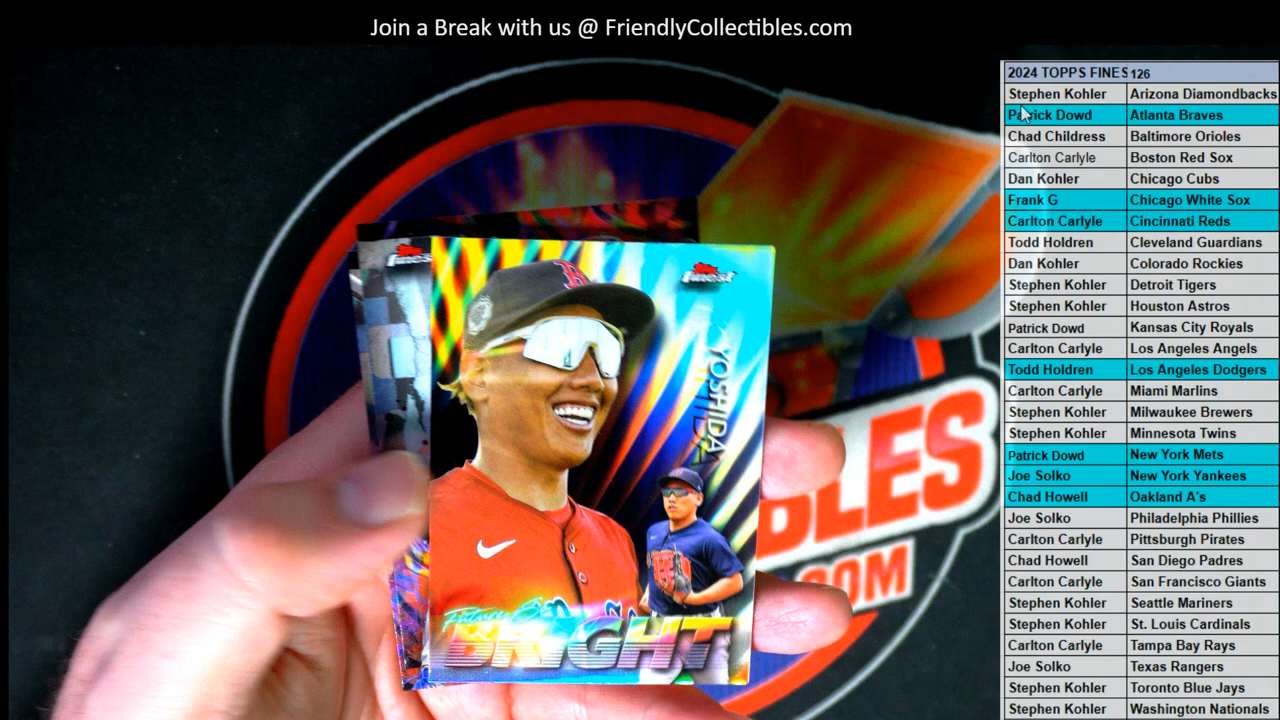 Join a Break with us @ FriendlyCollectibles.com
2024 TOPPS FINES 126
Stephen Kohler Arizona Diamondbacks
Patrick Dowd Atlanta Braves
Chad Childress Baltimore Orioles
Carlton Carlyle Boston Red Sox
Dan Kohler Chicago Cubs
Frank G Chicago White Sox
Carlton Carlyle Cincinnati Reds
Todd Holdren Cleveland Guardians
Dan Kohler Colorado Rockies
Stephen Kohler Detroit Tigers
Stephen Kohler Houston Astros
Patrick Dowd Kansas City Royals
Carlton Carlyle Los Angeles Angels
Todd Holdren Los Angeles Dodgers
Carlton Carlyle Miami Marlins
Stephen Kohler Milwaukee Brewers
Stephen Kohler Minnesota Twins
Patrick Dowd New York Mets
Joe Solko New York Yankees
Chad Howell Oakland A's
Joe Solko Philadelphia Phillies
Carlton Carlyle Pittsburgh Pirates
Chad Howell San Diego Padres
Carlton Carlyle San Francisco Giants
Stephen Kohler Seattle Mariners
Stephen Kohler St. Louis Cardinals
Carlton Carlyle Tampa Bay Rays
Joe Solko Texas Rangers
Stephen Kohler Toronto Blue Jays
Stephen Kohler Washington Nationals
Topps
Finest
Topps
Finest
YOSHIDA
B
Future's
BRIGHT
BLES
.COM